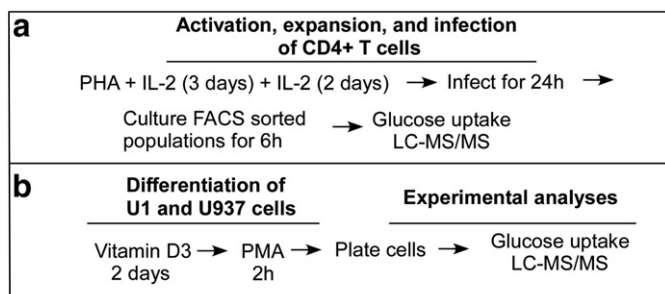 a
Activation, expansion, and infection
of CD4+ T cells
PHA + IL-2 (3 days) + IL-2 (2 days) → Infect for 24h →
Culture FACS sorted
populations for 6h
→ Glucose uptake
LC-MS/MS
b
Differentiation of
U1 and U937 cells
Experimental analyses
Vitamin D3
2 days
→ PMA
2h
→ Plate cells →
Glucose uptake
LC-MS/MS